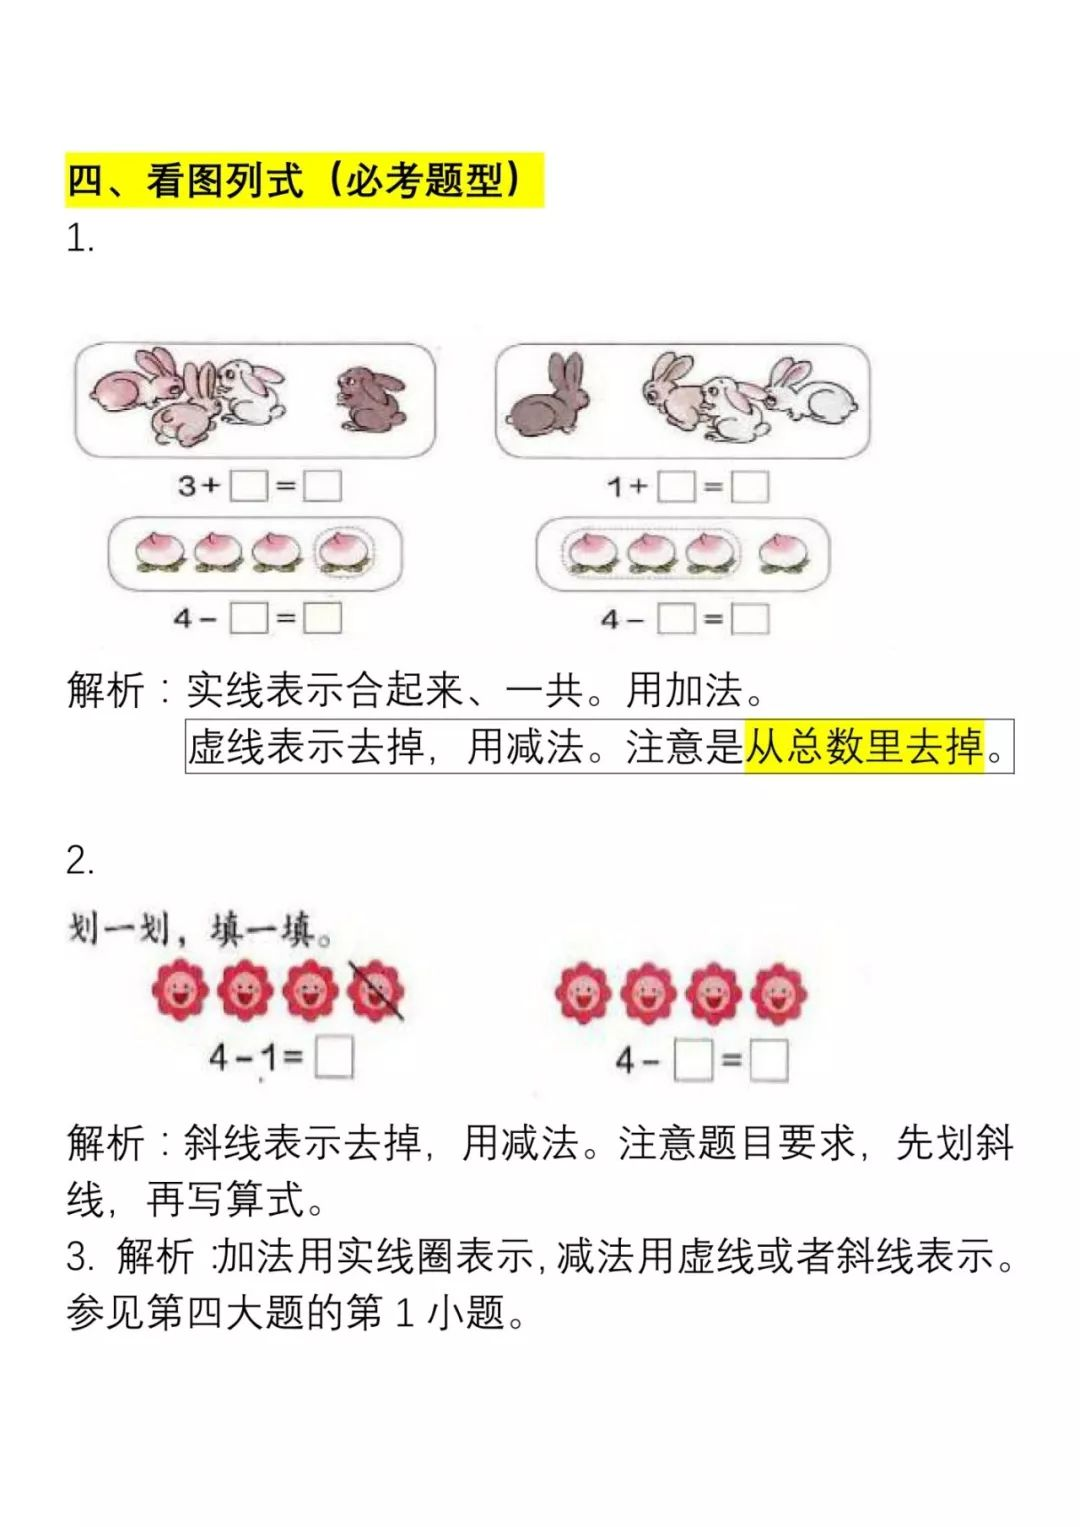 四、看图列式（必考题型）
1.
3+□=□
1+□=□
4-□=□
4-□=□
解析：实线表示合起来、一共。用加法。
虚线表示去掉，用减法。注意是从总数里去掉。
2.
划一划，填一填。
4-1=□
4-□=□
解析：斜线表示去掉，用减法。注意题目要求，先划斜
线，再写算式。
3. 解析：加法用实线圈表示,减法用虚线或者斜线表示。
参见第四大题的第1小题。